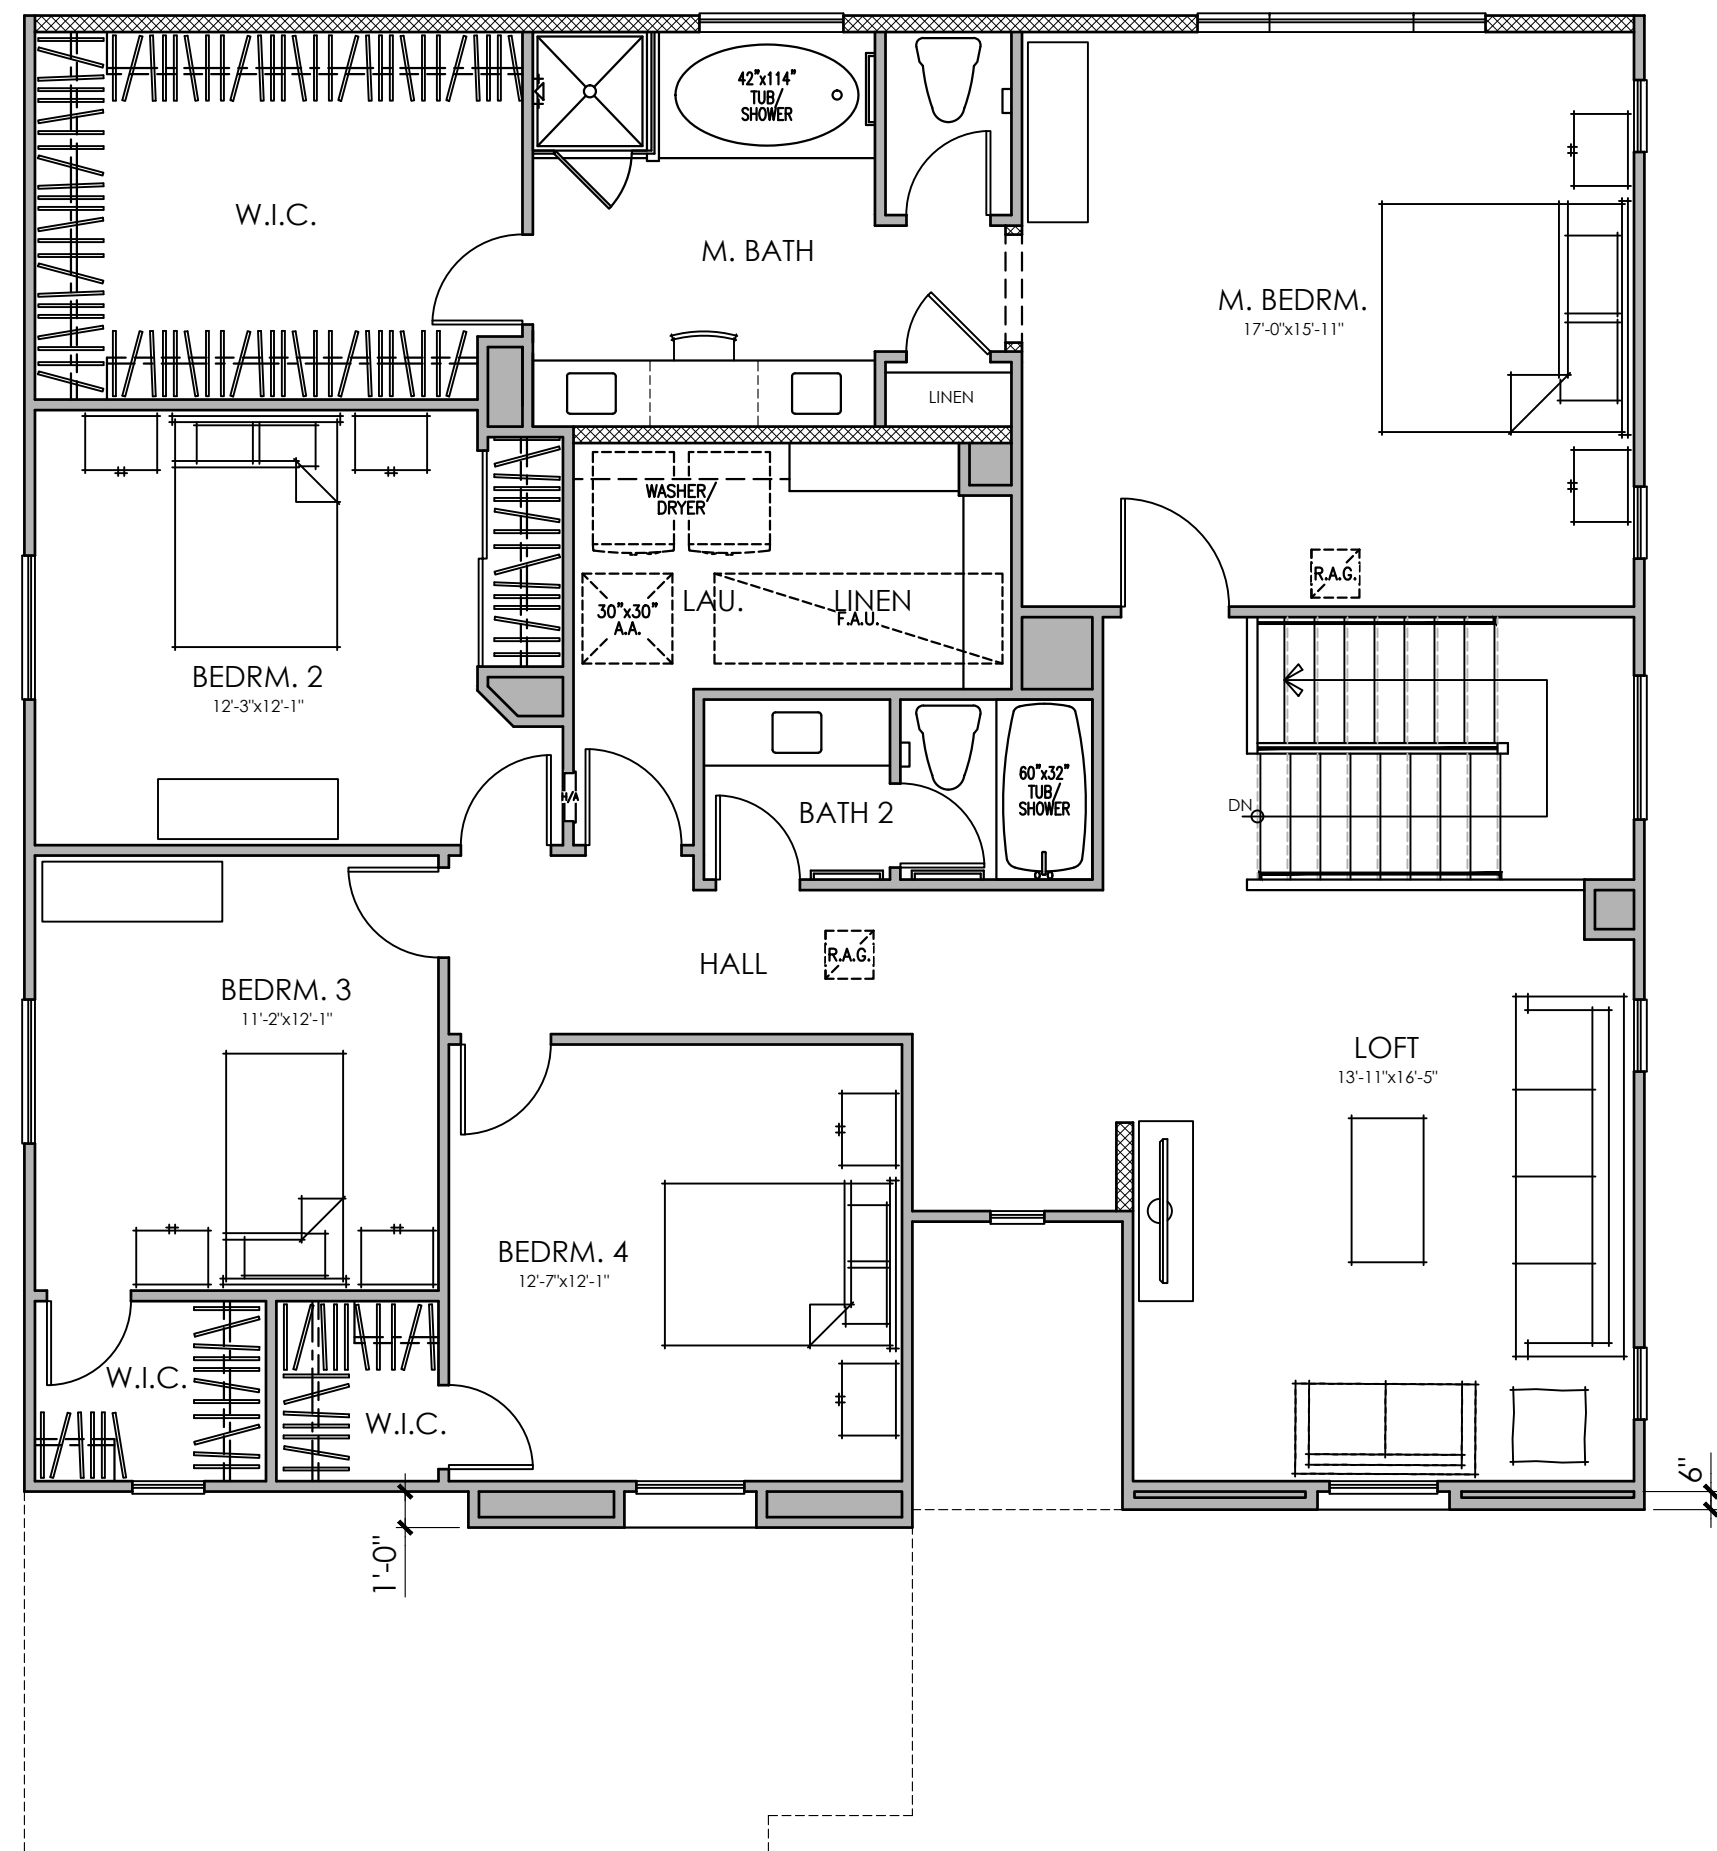 42"x114"
TUB/
SHOWER
W.I.C.
M. BATH
M. BEDRM.
17'-0"x15'-11"
LINEN
WASHER/
DRYER
R.A.G.
30"x30"
A.A.
LAU.
LINEN
F.A.U.
BEDRM. 2
12'-3"x12'-1"
H/A
BATH 2
60"x32"
TUB/
SHOWER
DN
HALL
R.A.G.
BEDRM. 3
11'-2"x12'-1"
LOFT
13'-11"x16'-5"
BEDRM. 4
12'-7"x12'-1"
W.I.C.
W.I.C.
6"
1'-0"